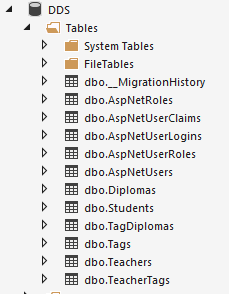 DDS
Tables
System Tables
FileTables
dbo.__MigrationHistory
dbo.AspNetRoles
dbo.AspNetUserClaims
dbo.AspNetUserLogins
dbo.AspNetUserRoles
dbo.AspNetUsers
dbo.Diplomas
dbo.Students
dbo.TagDiplomas
dbo.Tags
dbo.Teachers
dbo.TeacherTags